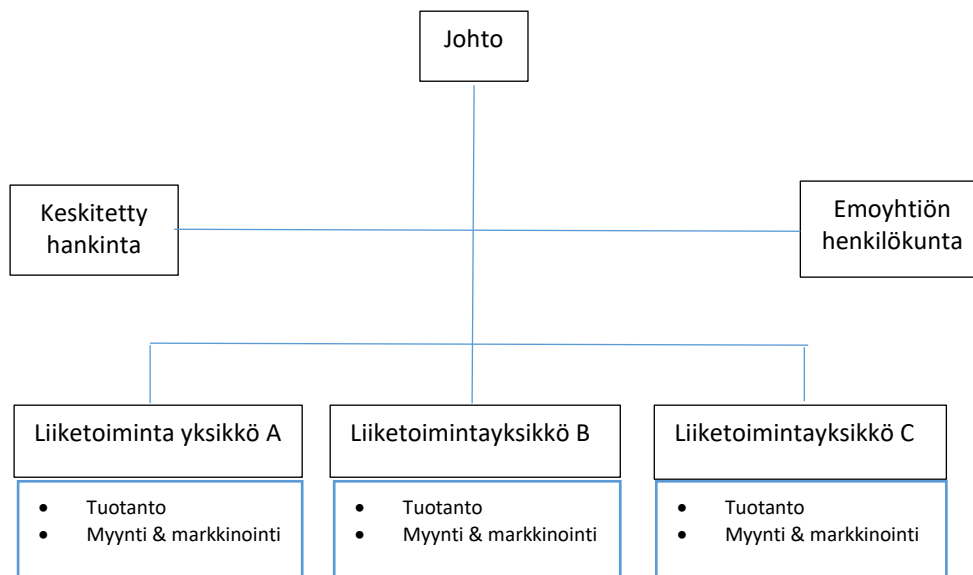 Johto
Keskitetty
hankinta
Emoyhtiön
henkilökunta
Liiketoiminta yksikkö A
Liiketoimintayksikkö B
Liiketoimintayksikkö C
• Tuotanto
• Myynti & markkinointi
• Tuotanto
• Myynti & markkinointi
• Tuotanto
• Myynti & markkinointi